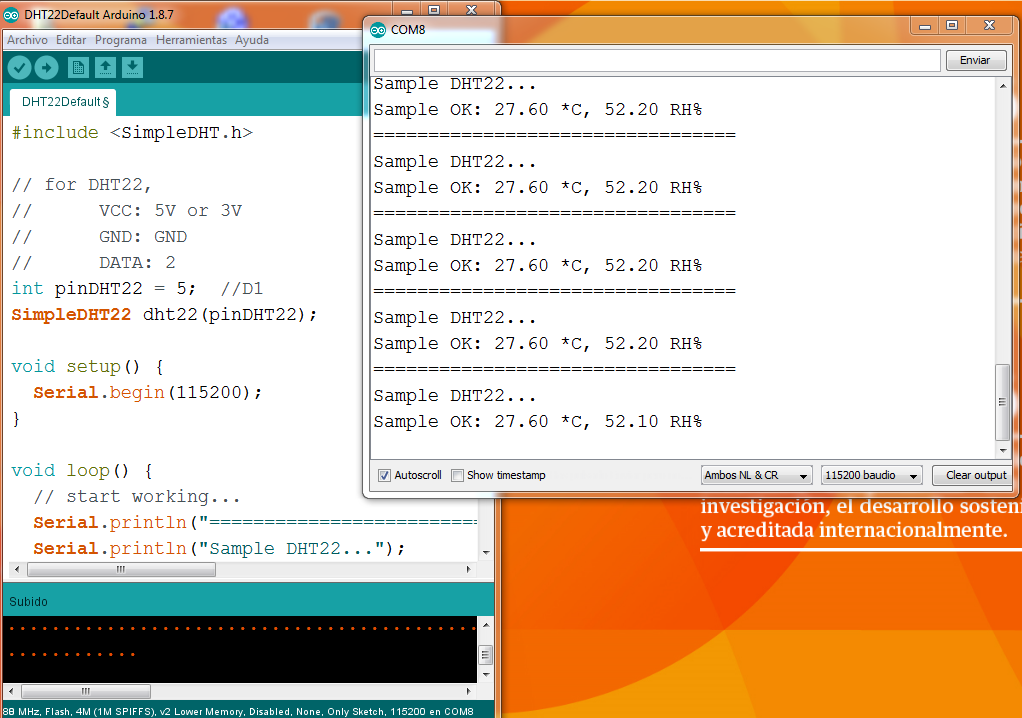 DHT22Default Arduino 1.8.7
Archivo Editar Programa Herramientas Ayuda
DHT22Default§
#include <SimpleDHT.h>
// for DHT22,
//      VCC: 5V or 3V
//      GND: GND
//      DATA: 2
int pinDHT22 = 5;  //D1
SimpleDHT22 dht22(pinDHT22);
void setup() {
  Serial.begin(115200);
}
void loop() {
  // start working...
  Serial.println("=========================
  Serial.println("Sample DHT22...");
Subido
88 MHz, Flash, 4M (1M SPIFFS), v2 Lower Memory, Disabled, None, Only Sketch, 115200 en COM8
COM8
Enviar
Sample DHT22...
Sample OK: 27.60 *C, 52.20 RH%
=================================
Sample DHT22...
Sample OK: 27.60 *C, 52.20 RH%
=================================
Sample DHT22...
Sample OK: 27.60 *C, 52.20 RH%
=================================
Sample DHT22...
Sample OK: 27.60 *C, 52.20 RH%
=================================
Sample DHT22...
Sample OK: 27.60 *C, 52.10 RH%
Autoscroll Show timestamp Ambos NL & CR 115200 baudio Clear output
investigación, el desarrollo sosteni
y acreditada internacionalmente.